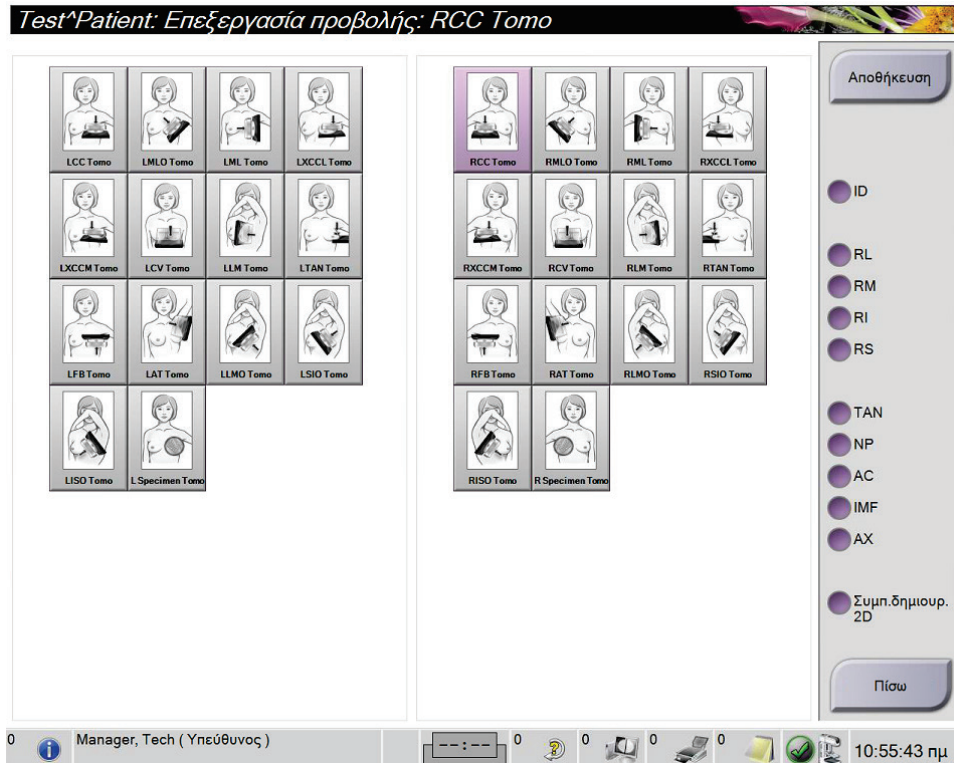 Test^Patient: Επεξεργασία προβολής: RCC Tomo
LCC Tomo LMLO Tomo LML Tomo LXCCL Tomo
LXCCM Tomo LCV Tomo LLM Tomo LTAN Tomo
LFB Tomo LAT Tomo LLMO Tomo LSIO Tomo
LISO Tomo L Specimen Tomo
RCC Tomo RMLO Tomo RML Tomo RXCCL Tomo
RXCCM Tomo RCV Tomo RLM Tomo RTAN Tomo
RFB Tomo RAT Tomo RLMO Tomo RSIO Tomo
RISO Tomo R Specimen Tomo
Αποθήκευση
ID
RL
RM
RI
RS
TAN
NP
AC
IMF
AX
Συμπ.δημιουρ.
2D
Πίσω
0 Manager, Tech ( Υπεύθυνος ) --:-- 0 0 0 0 10:55:43 πμ